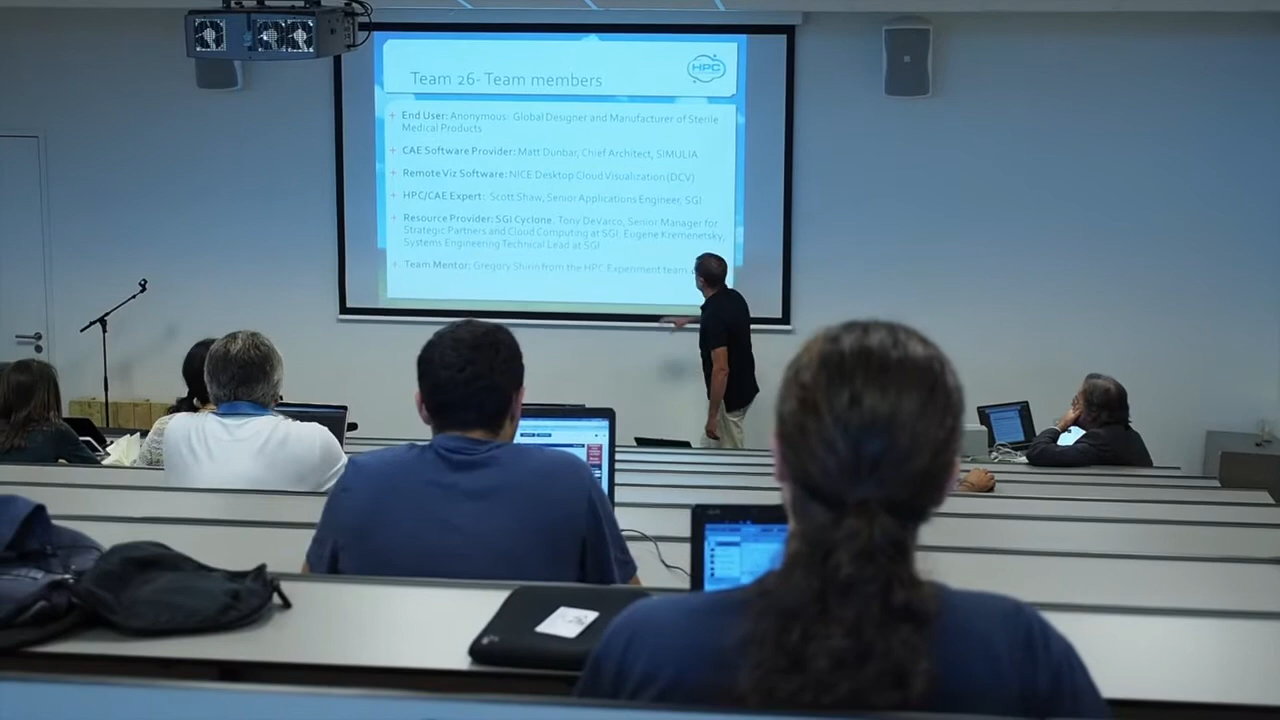 Team 26- Team members
HPC
+ End User: Anonymous: Global Designer and Manufacturer of Sterile
Medical Products
+ CAE Software Provider: Matt Dunbar, Chief Architect, SIMULIA
+ Remote Viz Software: NICE Desktop Cloud Visualization (DCV)
+ HPC/CAE Expert: Scott Shaw, Senior Applications Engineer, SGI
+ Resource Provider: SGI Cyclone. Tony DeVarco, Senior Manager for
Strategic Partners and Cloud Computing at SGI. Eugene Kremenetsky,
Systems Engineering Technical Lead at SGI
+ Team Mentor: Gregory Shirin from the HPC Experiment team